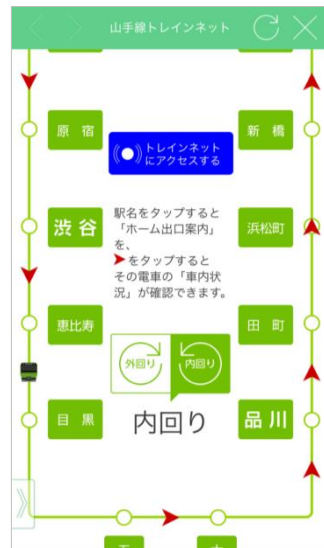 山手線トレインネット
原宿
新橋
トレインネット
にアクセスする
渋谷
駅名をタップすると
「ホーム出口案内」
を、
をタップすると
その電車の「車内状
況」が確認できます。
浜松町
恵比寿
田町
外回り
内回り
目黒
内回り
品川